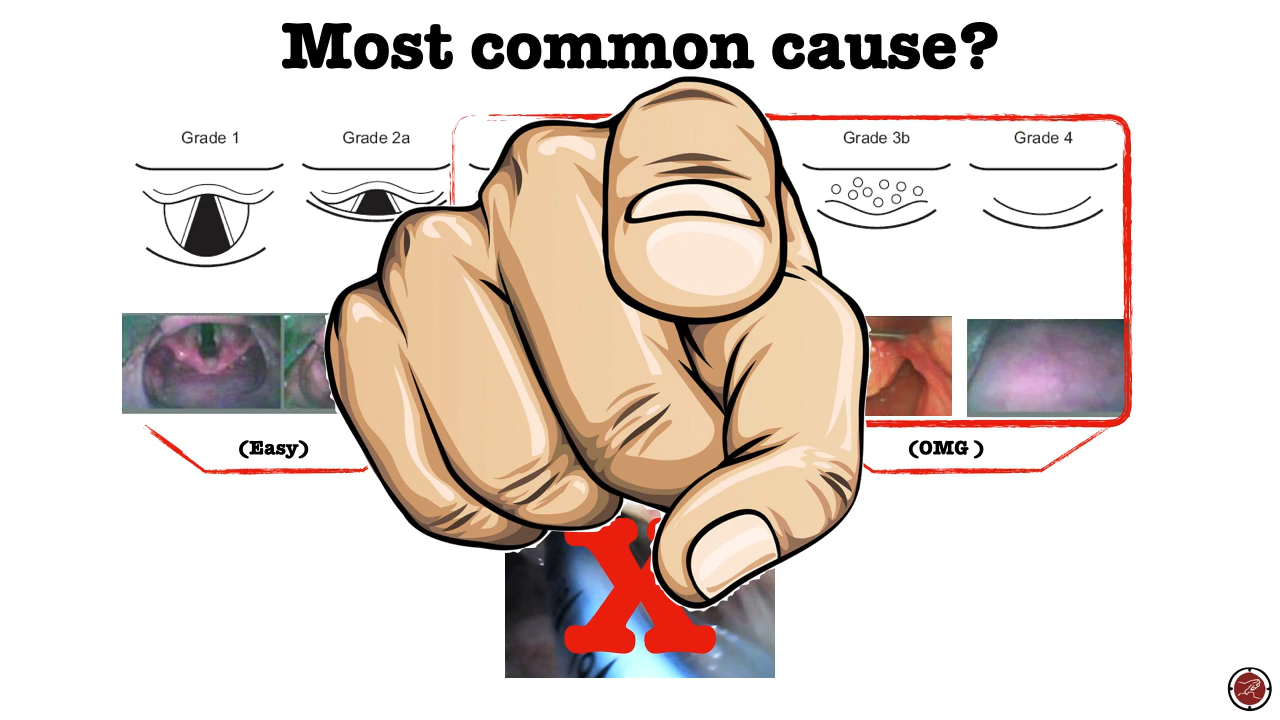 Most common cause?
Grade 1
Grade 2a
Grade 3b
Grade 4
(Easy)
(OMG )
X